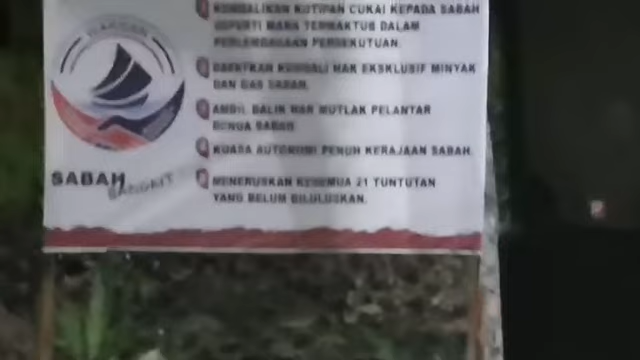 KEMBALIKAN KUTIPAN CUKAI KEPADA SABAH
SEPERTI MANA TERMAKTUB DALAM
PERLEMBAGAAN PERSEKUTUAN.
DAPATKAN KEMBALI HAK EKSKLUSIF MINYAK
DAN GAS SABAH.
AMBIL BALIK HAK MUTLAK PELANTAR
BENUA SABAH
KUASA AUTONOMI PENUH KERAJAAN SABAH.
SABAH
BANGKIT
MENERUSKAN KESEMUA 21 TUNTUTAN
YANG BELUM DILULUSKAN.